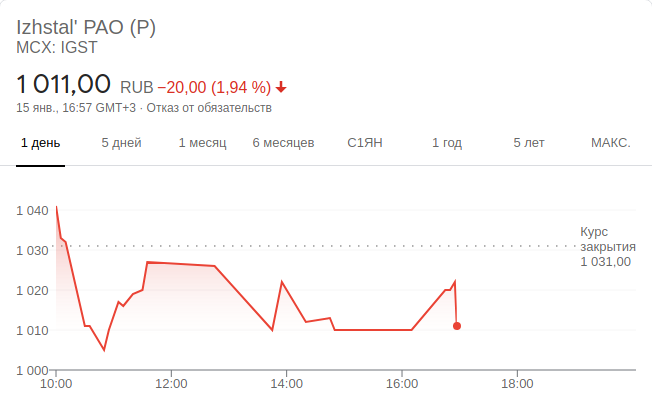 Izhstal' PAO (P)
MCX: IGST
1 011,00 RUB −20,00 (1,94 %)
15 янв., 16:57 GMT+3 · Отказ от обязательств
1 день 5 дней 1 месяц 6 месяцев С1ЯН 1 год 5 лет МАКС.
1 040
1 030
1 020
1 010
1 000
Курс
закрытия
1 031,00
10:00 12:00 14:00 16:00 18:00